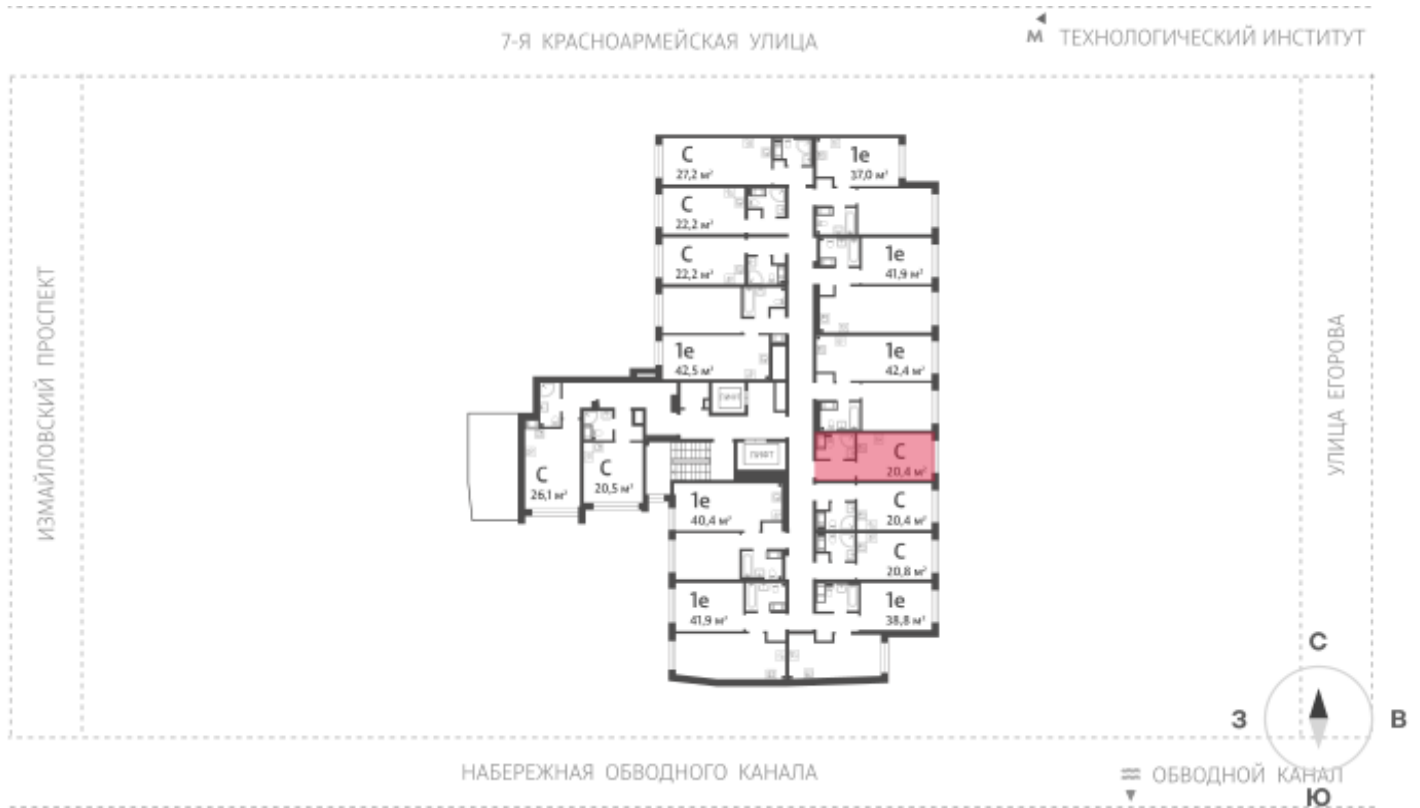 7-Я КРАСНОАРМЕЙСКАЯ УЛИЦА
М ТЕХНОЛОГИЧЕСКИЙ ИНСТИТУТ
ИЗМАЙЛОВСКИЙ ПРОСПЕКТ
С
27,2 м²
1е
37,0 м²
С
22,2 м²
С
22,2 м²
1е
41,9 м²
1е
42,5 м²
1е
42,4 м²
ЛИФТ
ЛИФТ
С
20,4 м²
С
26,1 м²
С
20,5 м²
1е
40,4 м²
С
20,4 м²
С
20,8 м²
1е
41,9 м²
1е
38,8 м²
УЛИЦА ЕГОРОВА
С
З
В
Ю
НАБЕРЕЖНАЯ ОБВОДНОГО КАНАЛА
ОБВОДНОЙ КАНАЛ